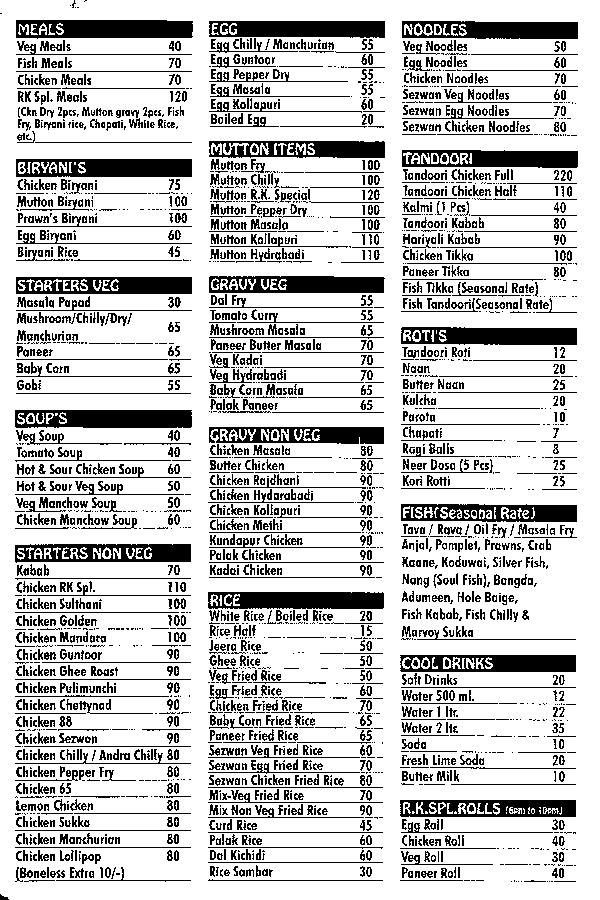 MEALS
Veg Meals 40
Fish Meals 70
Chicken Meals 70
RK Spl. Meals 120
(Ckn Dry 2pcs, Mutton gravy 2pcs, Fish
Fry, Biryani rice, Chapati, White Rice,
etc.)
BIRYANI'S
Chicken Biryani 75
Mutton Biryani 100
Prawn's Biryani 100
Egg Biryani 60
Biryani Rice 45
STARTERS VEG
Masala Papad 30
Mushroom/Chilly/Dry/
Manchurian 65
Paneer 65
Baby Corn 65
Gobi 55
SOUP'S
Veg Soup 40
Tomato Soup 40
Hot & Sour Chicken Soup 60
Hot & Sour Veg Soup 50
Veg Manchow Soup 50
Chicken Manchow Soup 60
STARTERS NON VEG
Kabab 70
Chicken RK Spl. 110
Chicken Sulthani 100
Chicken Golden 100
Chicken Mandara 100
Chicken Guntoor 90
Chicken Ghee Roast 90
Chicken Pulimunchi 90
Chicken Chettynad 90
Chicken 88 90
Chicken Sezwan 90
Chicken Chilly / Andra Chilly 80
Chicken Pepper Fry 80
Chicken 65 80
Lemon Chicken 80
Chicken Sukka 80
Chicken Manchurian 80
Chicken Lollipop 80
(Boneless Extra 10/-)
EGG
Egg Chilly / Manchurian 55
Egg Guntoor 60
Egg Pepper Dry 55
Egg Masala 55
Egg Kollapuri 60
Boiled Egg 20
MUTTON ITEMS
Mutton Fry 100
Mutton Chilly 100
Mutton R.K. Special 120
Mutton Pepper Dry 100
Mutton Masala 100
Mutton Kollapuri 110
Mutton Hydrabadi 110
GRAVY VEG
Dal Fry 55
Tomato Curry 55
Mushroom Masala 65
Paneer Butter Masala 70
Veg Kadai 70
Veg Hydrabadi 70
Baby Corn Masala 65
Palak Paneer 65
GRAVY NON VEG
Chicken Masala 80
Butter Chicken 80
Chicken Rajdhani 90
Chicken Hydarabadi 90
Chicken Kollapuri 90
Chicken Methi 90
Kundapur Chicken 90
Palak Chicken 90
Kadai Chicken 90
RICE
White Rice / Boiled Rice 20
Rice Half 15
Jeera Rice 50
Ghee Rice 50
Veg Fried Rice 50
Egg Fried Rice 60
Chicken Fried Rice 70
Baby Corn Fried Rice 65
Paneer Fried Rice 65
Sezwan Veg Fried Rice 60
Sezwan Egg Fried Rice 70
Sezwan Chicken Fried Rice 80
Mix-Veg Fried Rice 70
Mix Non Veg Fried Rice 90
Curd Rice 45
Palak Rice 60
Dal Kichidi 60
Rice Sambar 30
NOODLES
Veg Noodles 50
Egg Noodles 60
Chicken Noodles 70
Sezwan Veg Noodles 60
Sezwan Egg Noodles 70
Sezwan Chicken Noodles 80
TANDOORI
Tandoori Chicken Full 220
Tandoori Chicken Half 110
Kalmi (1 Pcs) 40
Tandoori Kabab 80
Hariyali Kabab 90
Chicken Tikka 100
Paneer Tikka 80
Fish Tikka (Seasonal Rate)
Fish Tandoori(Seasonal Rate)
ROTI'S
Tandoori Roti 12
Naan 20
Butter Naan 25
Kulcha 20
Parota 10
Chapati 7
Ragi Balls 8
Neer Dosa (5 Pcs) 25
Kori Rotti 25
FISH(Seasonal Rate)
Tava / Rava / Oil Fry / Masala Fry
Anjal, Pomplet, Prawns, Crab
Kaane, Koduwai, Silver Fish,
Nang (Soul Fish), Bangda,
Adumeen, Hole Baige,
Fish Kabab, Fish Chilly &
Marvoy Sukka
COOL DRINKS
Soft Drinks 20
Water 500 ml. 12
Water 1 ltr. 22
Water 2 ltr. 35
Soda 10
Fresh Lime Soda 20
Butter Milk 10
R.K.SPL.ROLLS (6pm to 10pm)
Egg Roll 30
Chicken Roll 40
Veg Roll 30
Paneer Roll 40